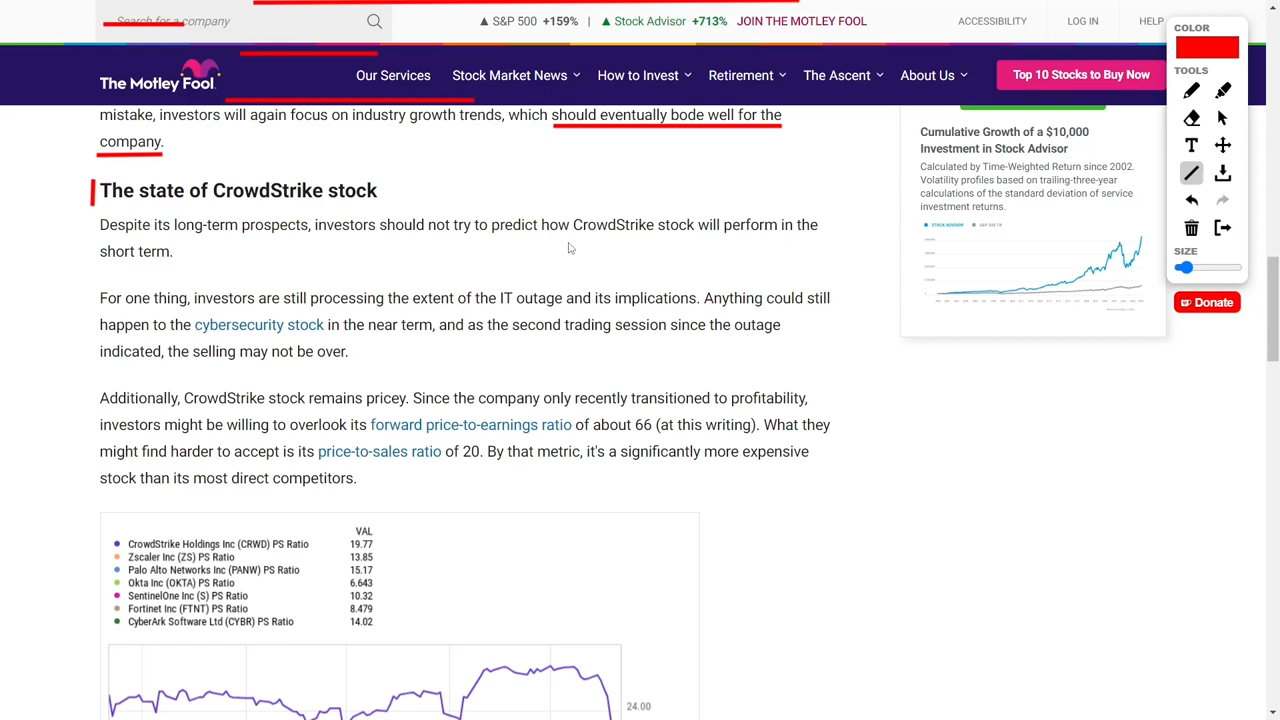 Search for a company
S&P 500 +159% | Stock Advisor +713% JOIN THE MOTLEY FOOL
ACCESSIBILITY LOG IN HELP
COLOR
TOOLS
T
SIZE
Donate
The Motley Fool
Our Services Stock Market News How to Invest Retirement The Ascent About Us
Top 10 Stocks to Buy Now
mistake, investors will again focus on industry growth trends, which should eventually bode well for the
company.
The state of CrowdStrike stock
Despite its long-term prospects, investors should not try to predict how CrowdStrike stock will perform in the
short term.
For one thing, investors are still processing the extent of the IT outage and its implications. Anything could still
happen to the cybersecurity stock in the near term, and as the second trading session since the outage
indicated, the selling may not be over.
Additionally, CrowdStrike stock remains pricey. Since the company only recently transitioned to profitability,
investors might be willing to overlook its forward price-to-earnings ratio of about 66 (at this writing). What they
might find harder to accept is its price-to-sales ratio of 20. By that metric, it's a significantly more expensive
stock than its most direct competitors.
VAL
CrowdStrike Holdings Inc (CRWD) PS Ratio 19.77
Zscaler Inc (ZS) PS Ratio 13.85
Palo Alto Networks Inc (PANW) PS Ratio 15.17
Okta Inc (OKTA) PS Ratio 6.643
SentinelOne Inc (S) PS Ratio 10.32
Fortinet Inc (FTNT) PS Ratio 8.479
CyberArk Software Ltd (CYBR) PS Ratio 14.02
24.00
Cumulative Growth of a $10,000
Investment in Stock Advisor
Calculated by Time-Weighted Return since 2002.
Volatility profiles based on trailing-three-year
calculations of the standard deviation of service
investment returns.
STOCK ADVISOR